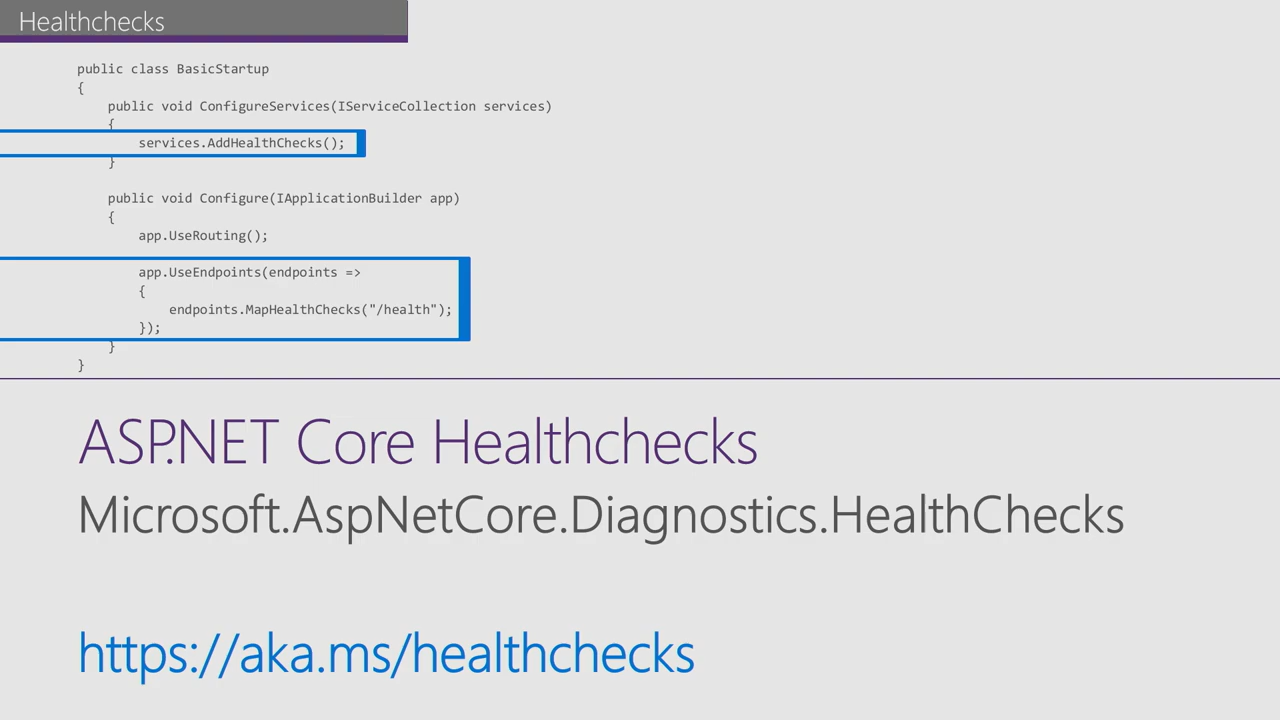 Healthchecks
public class BasicStartup
{
    public void ConfigureServices(IServiceCollection services)
    {
        services.AddHealthChecks();
    }

    public void Configure(IApplicationBuilder app)
    {
        app.UseRouting();

        app.UseEndpoints(endpoints =>
        {
            endpoints.MapHealthChecks("/health");
        });
    }
}
ASP.NET Core Healthchecks
Microsoft.AspNetCore.Diagnostics.HealthChecks
https://aka.ms/healthchecks